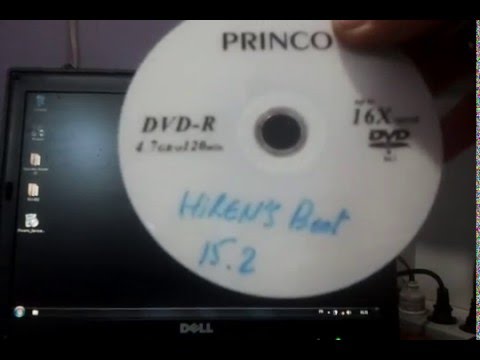 PRINCO
DVD-R
4.7GB 120min
16X
DVD
HIREN'S Boot
15.2
DELL